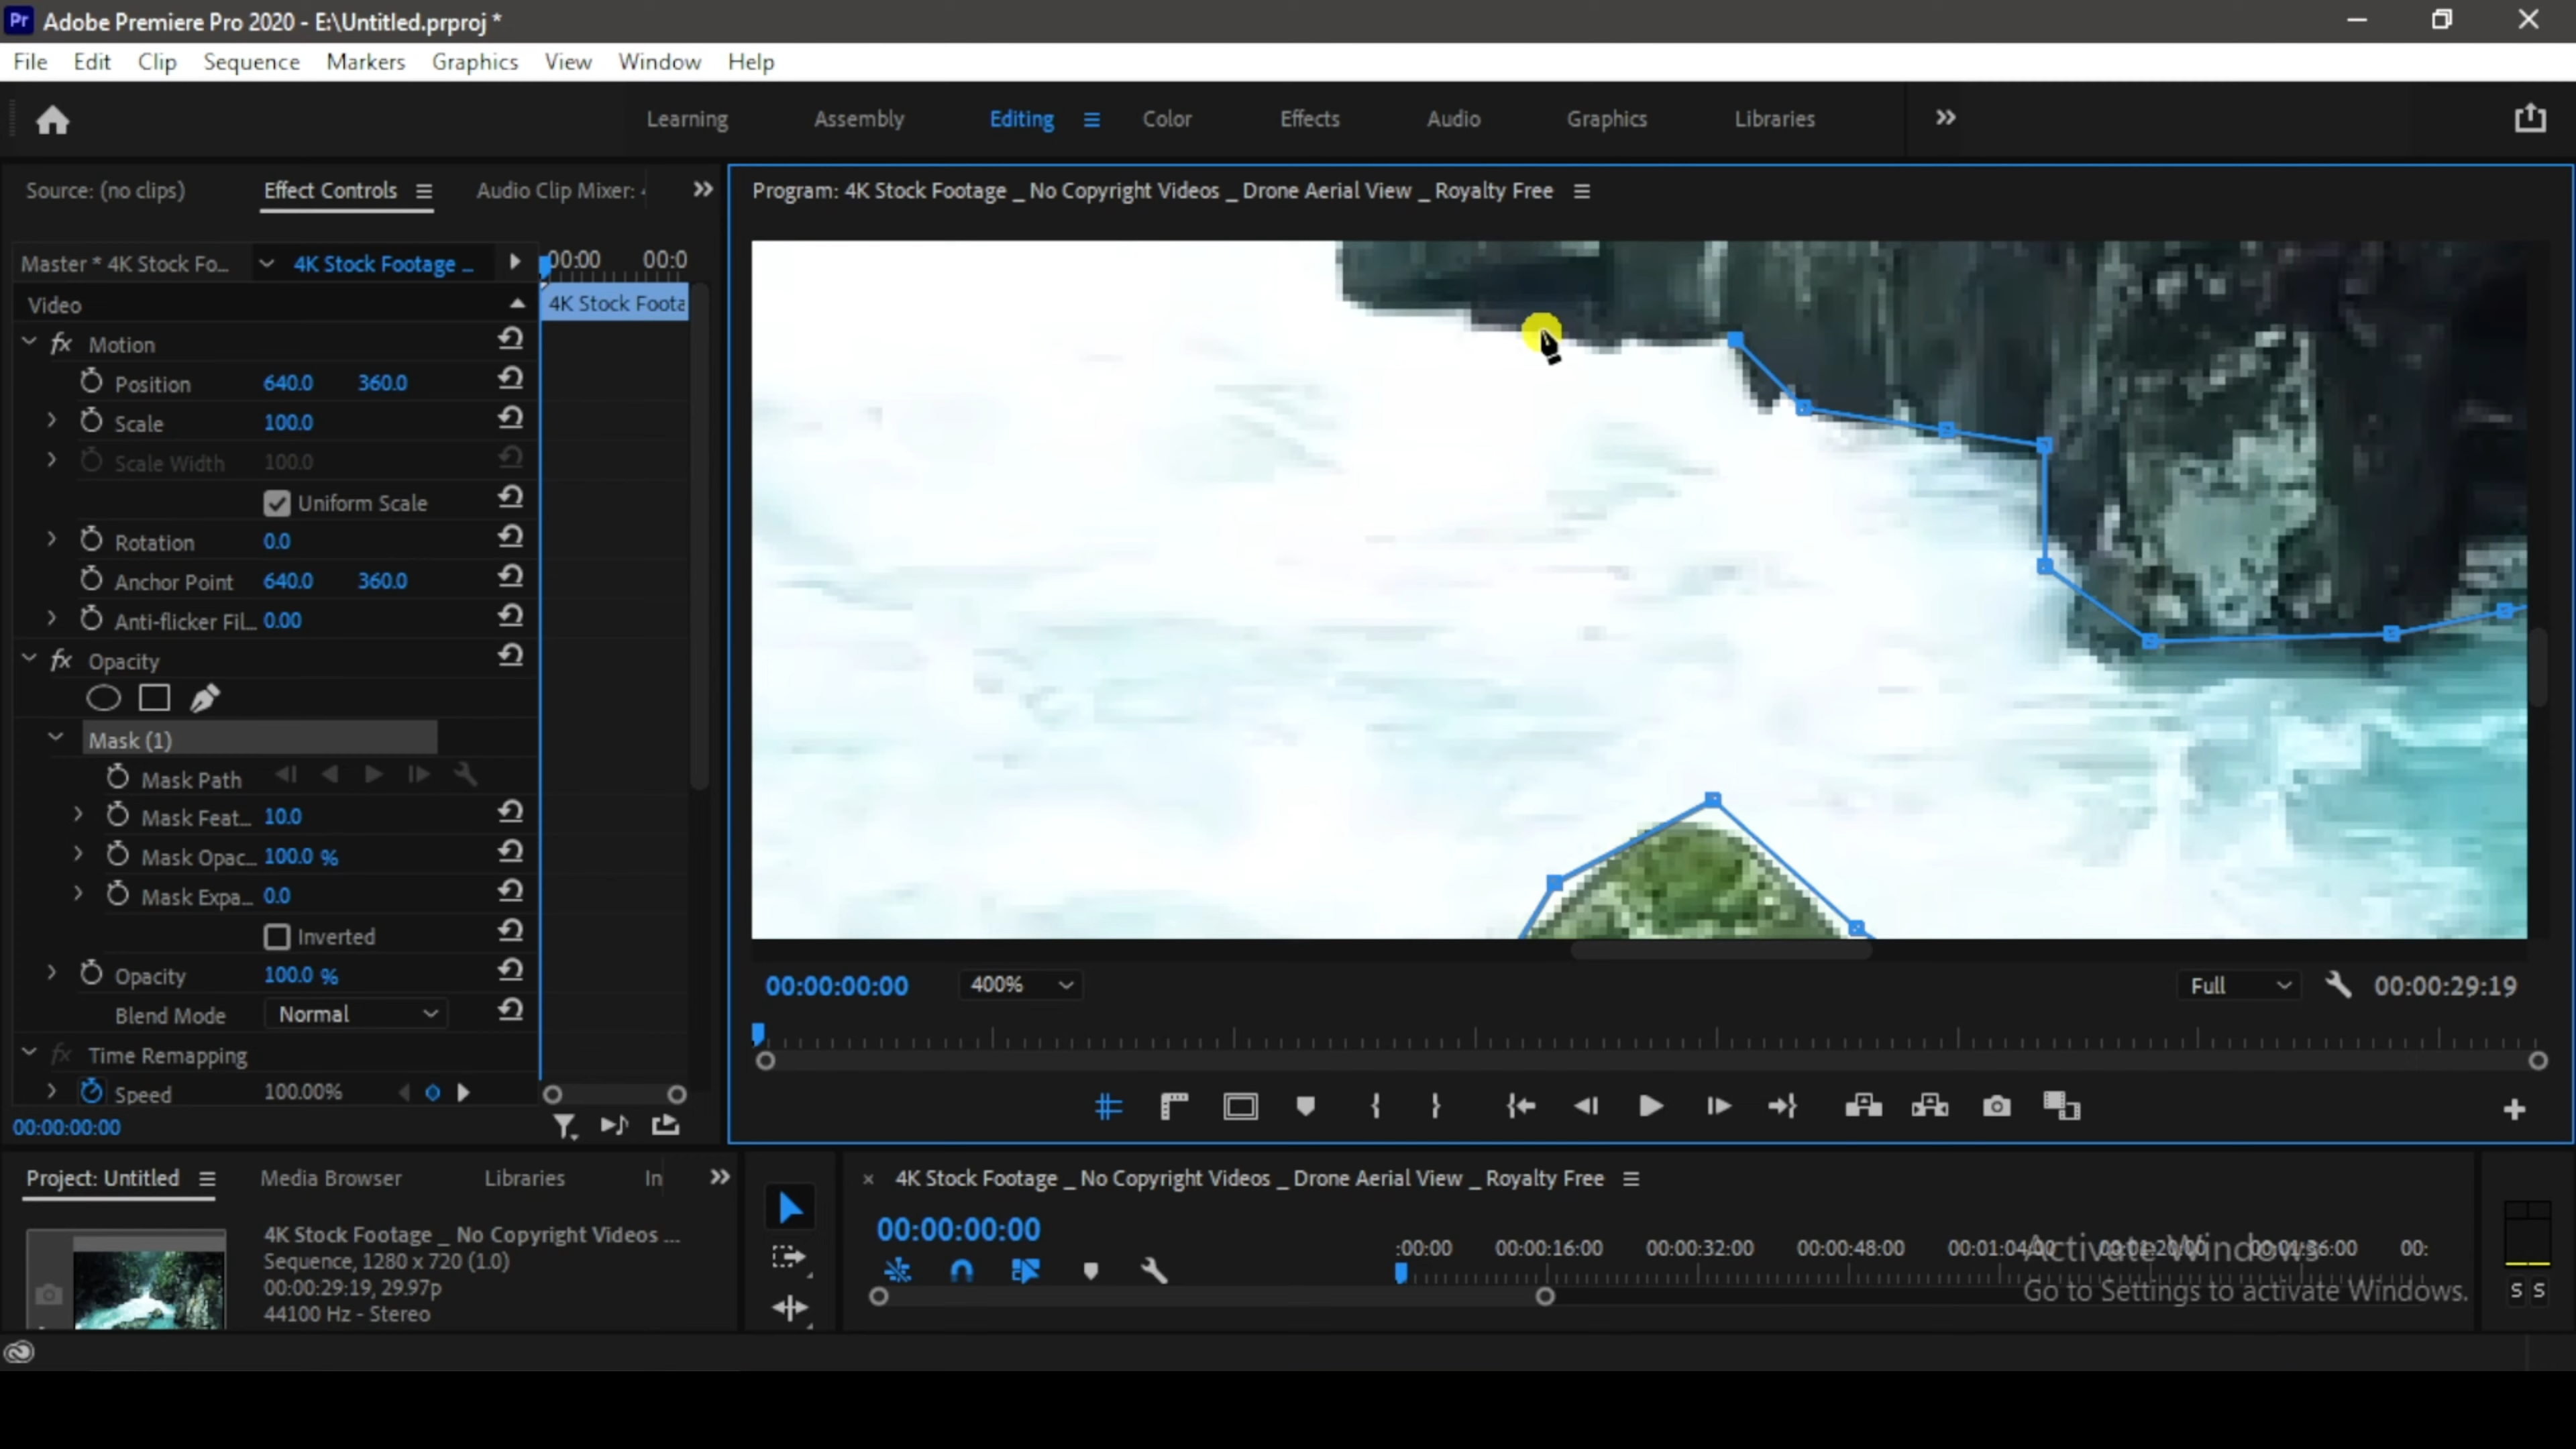 Pr Adobe Premiere Pro 2020 - E:\Untitled.prproj *
File Edit Clip Sequence Markers Graphics View Window Help
Learning Assembly Editing Color Effects Audio Graphics Libraries
Source: (no clips) Effect Controls Audio Clip Mixer:
Program: 4K Stock Footage _ No Copyright Videos _ Drone Aerial View _ Royalty Free
Master * 4K Stock Fo... 4K Stock Footage _ 00:00 00:0
Video 4K Stock Foota
fx Motion
Position 640.0 360.0
Scale 100.0
Scale Width 100.0
Uniform Scale
Rotation 0.0
Anchor Point 640.0 360.0
Anti-flicker Fil... 0.00
fx Opacity
Mask (1)
Mask Path
Mask Feat... 10.0
Mask Opac... 100.0 %
Mask Expa... 0.0
Inverted
Opacity 100.0 %
Blend Mode Normal
fx Time Remapping
Speed 100.00%
00:00:00:00
00:00:00:00 400% Full 00:00:29:19
Project: Untitled Media Browser Libraries In
4K Stock Footage _ No Copyright Videos ...
Sequence, 1280 x 720 (1.0)
00:00:29:19, 29.97p
44100 Hz - Stereo
× 4K Stock Footage _ No Copyright Videos _ Drone Aerial View _ Royalty Free
00:00:00:00
:00:00 00:00:16:00 00:00:32:00 00:00:48:00 00:01:04:00 00:01:20:00 00:01:36:00 00:
Activate Windows
Go to Settings to activate Windows.
S S